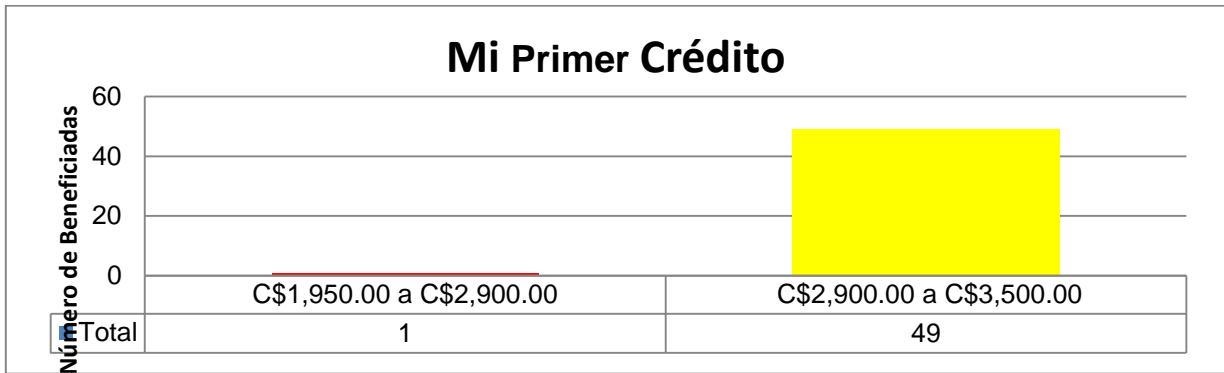 Mi Primer Crédito
Número de Beneficiadas
60
40
20
0
C$1,950.00 a C$2,900.00 C$2,900.00 a C$3,500.00
Total 1 49